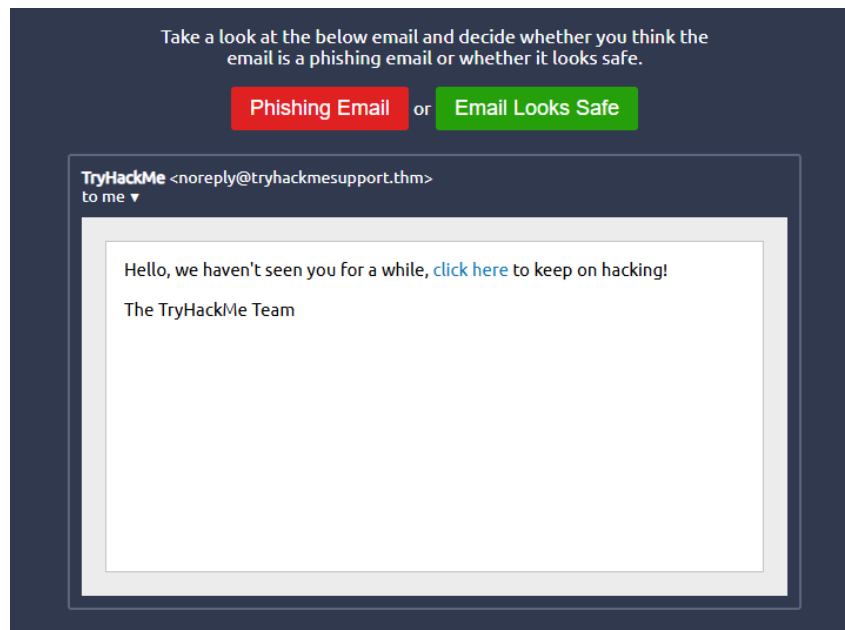 Take a look at the below email and decide whether you think the
email is a phishing email or whether it looks safe.
Phishing Email or Email Looks Safe
TryHackMe <noreply@tryhackmesupport.thm>
to me ▼
Hello, we haven't seen you for a while, click here to keep on hacking!
The TryHackMe Team